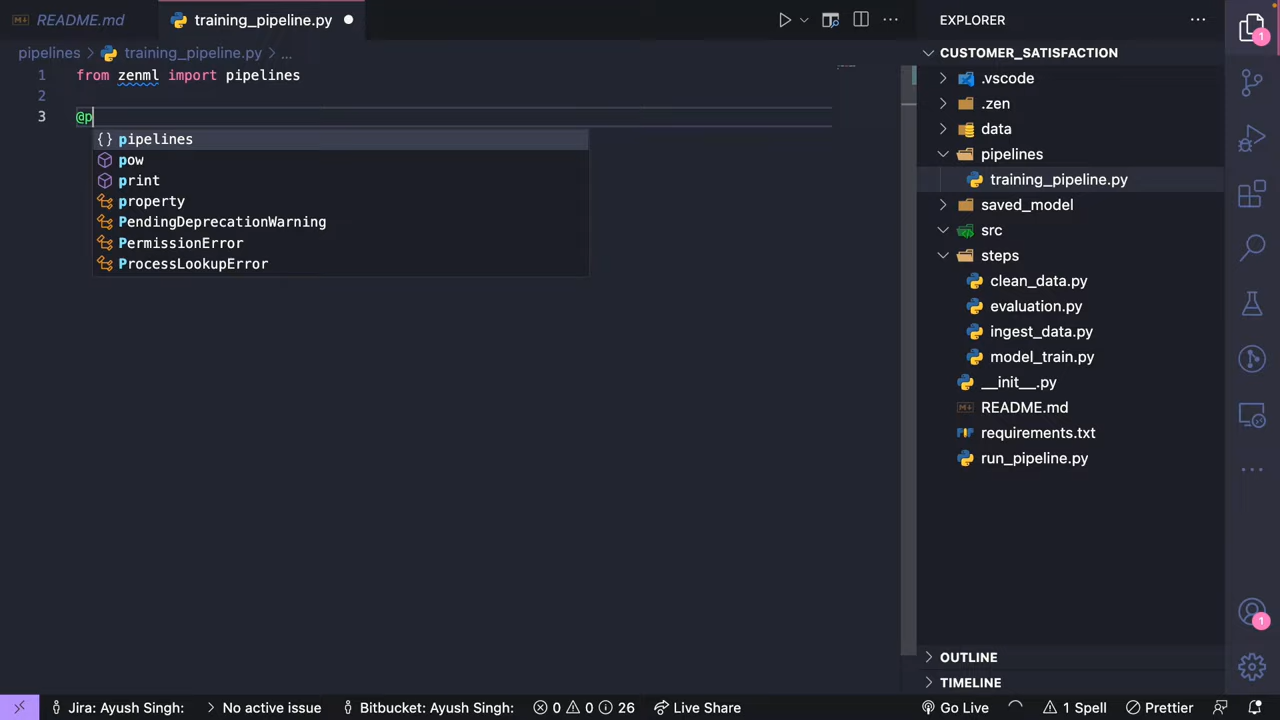 README.md
training_pipeline.py
pipelines
training_pipeline.py
...
1 from zenml import pipelines
2
3 @p
pipelines
pow
print
property
PendingDeprecationWarning
PermissionError
ProcessLookupError
EXPLORER
CUSTOMER_SATISFACTION
.vscode
.zen
data
pipelines
training_pipeline.py
saved_model
src
steps
clean_data.py
evaluation.py
ingest_data.py
model_train.py
__init__.py
README.md
requirements.txt
run_pipeline.py
OUTLINE
TIMELINE
1
1
Jira: Ayush Singh: No active issue Bitbucket: Ayush Singh: 0 0 26 Live Share Go Live 1 Spell Prettier